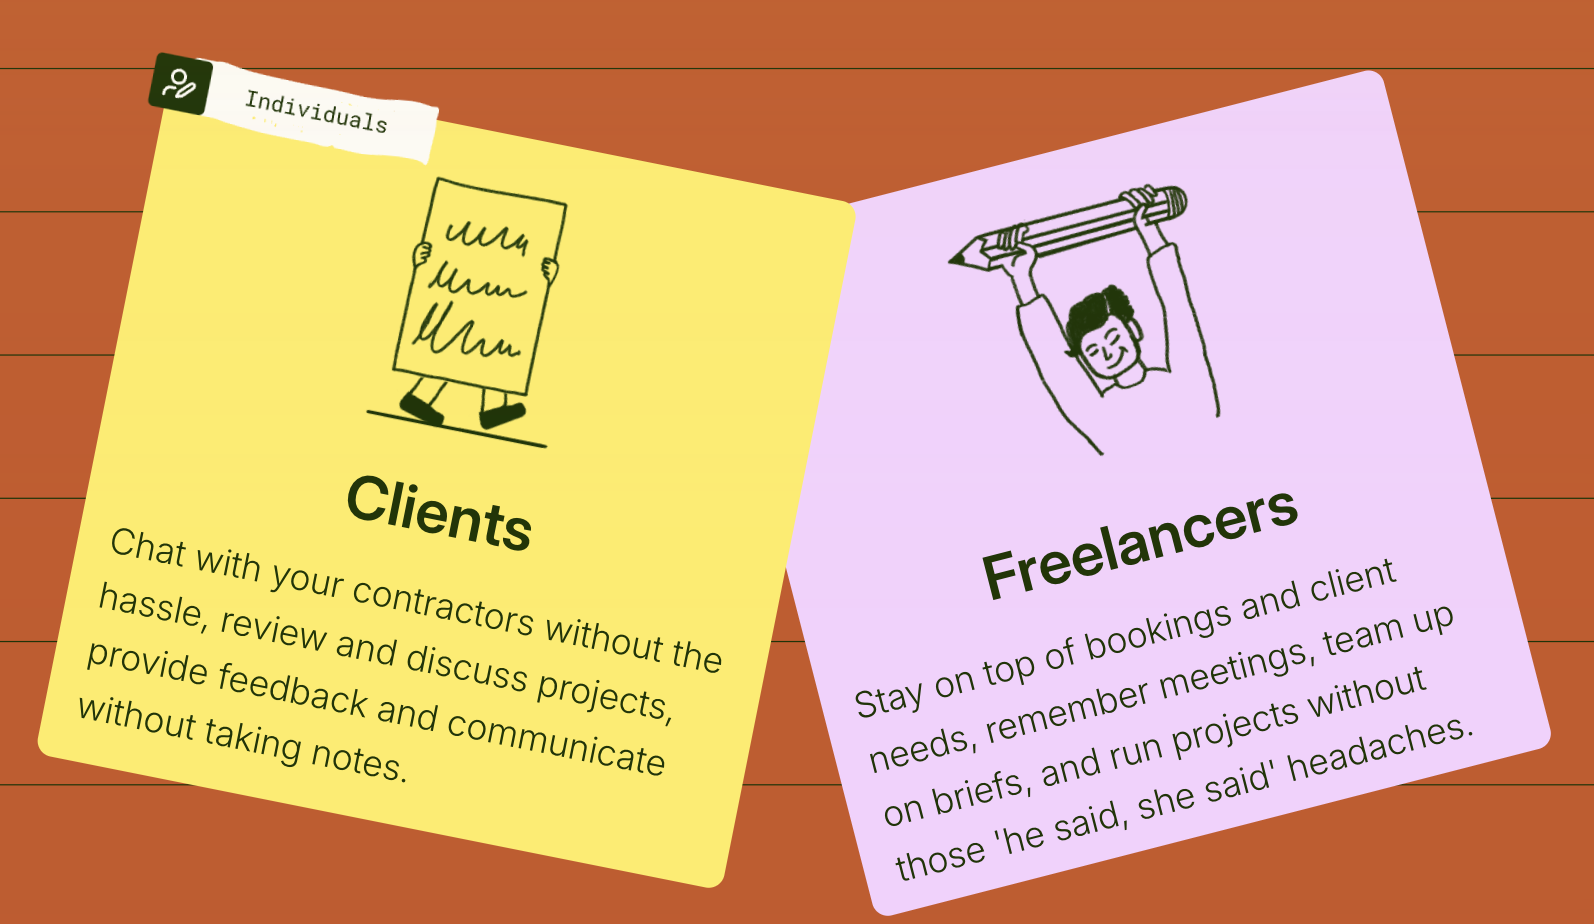 Individuals
Clients
Chat with your contractors without the
hassle, review and discuss projects,
provide feedback and communicate
without taking notes.
Freelancers
Stay on top of bookings and client
needs, remember meetings, team up
on briefs, and run projects without
those 'he said, she said' headaches.